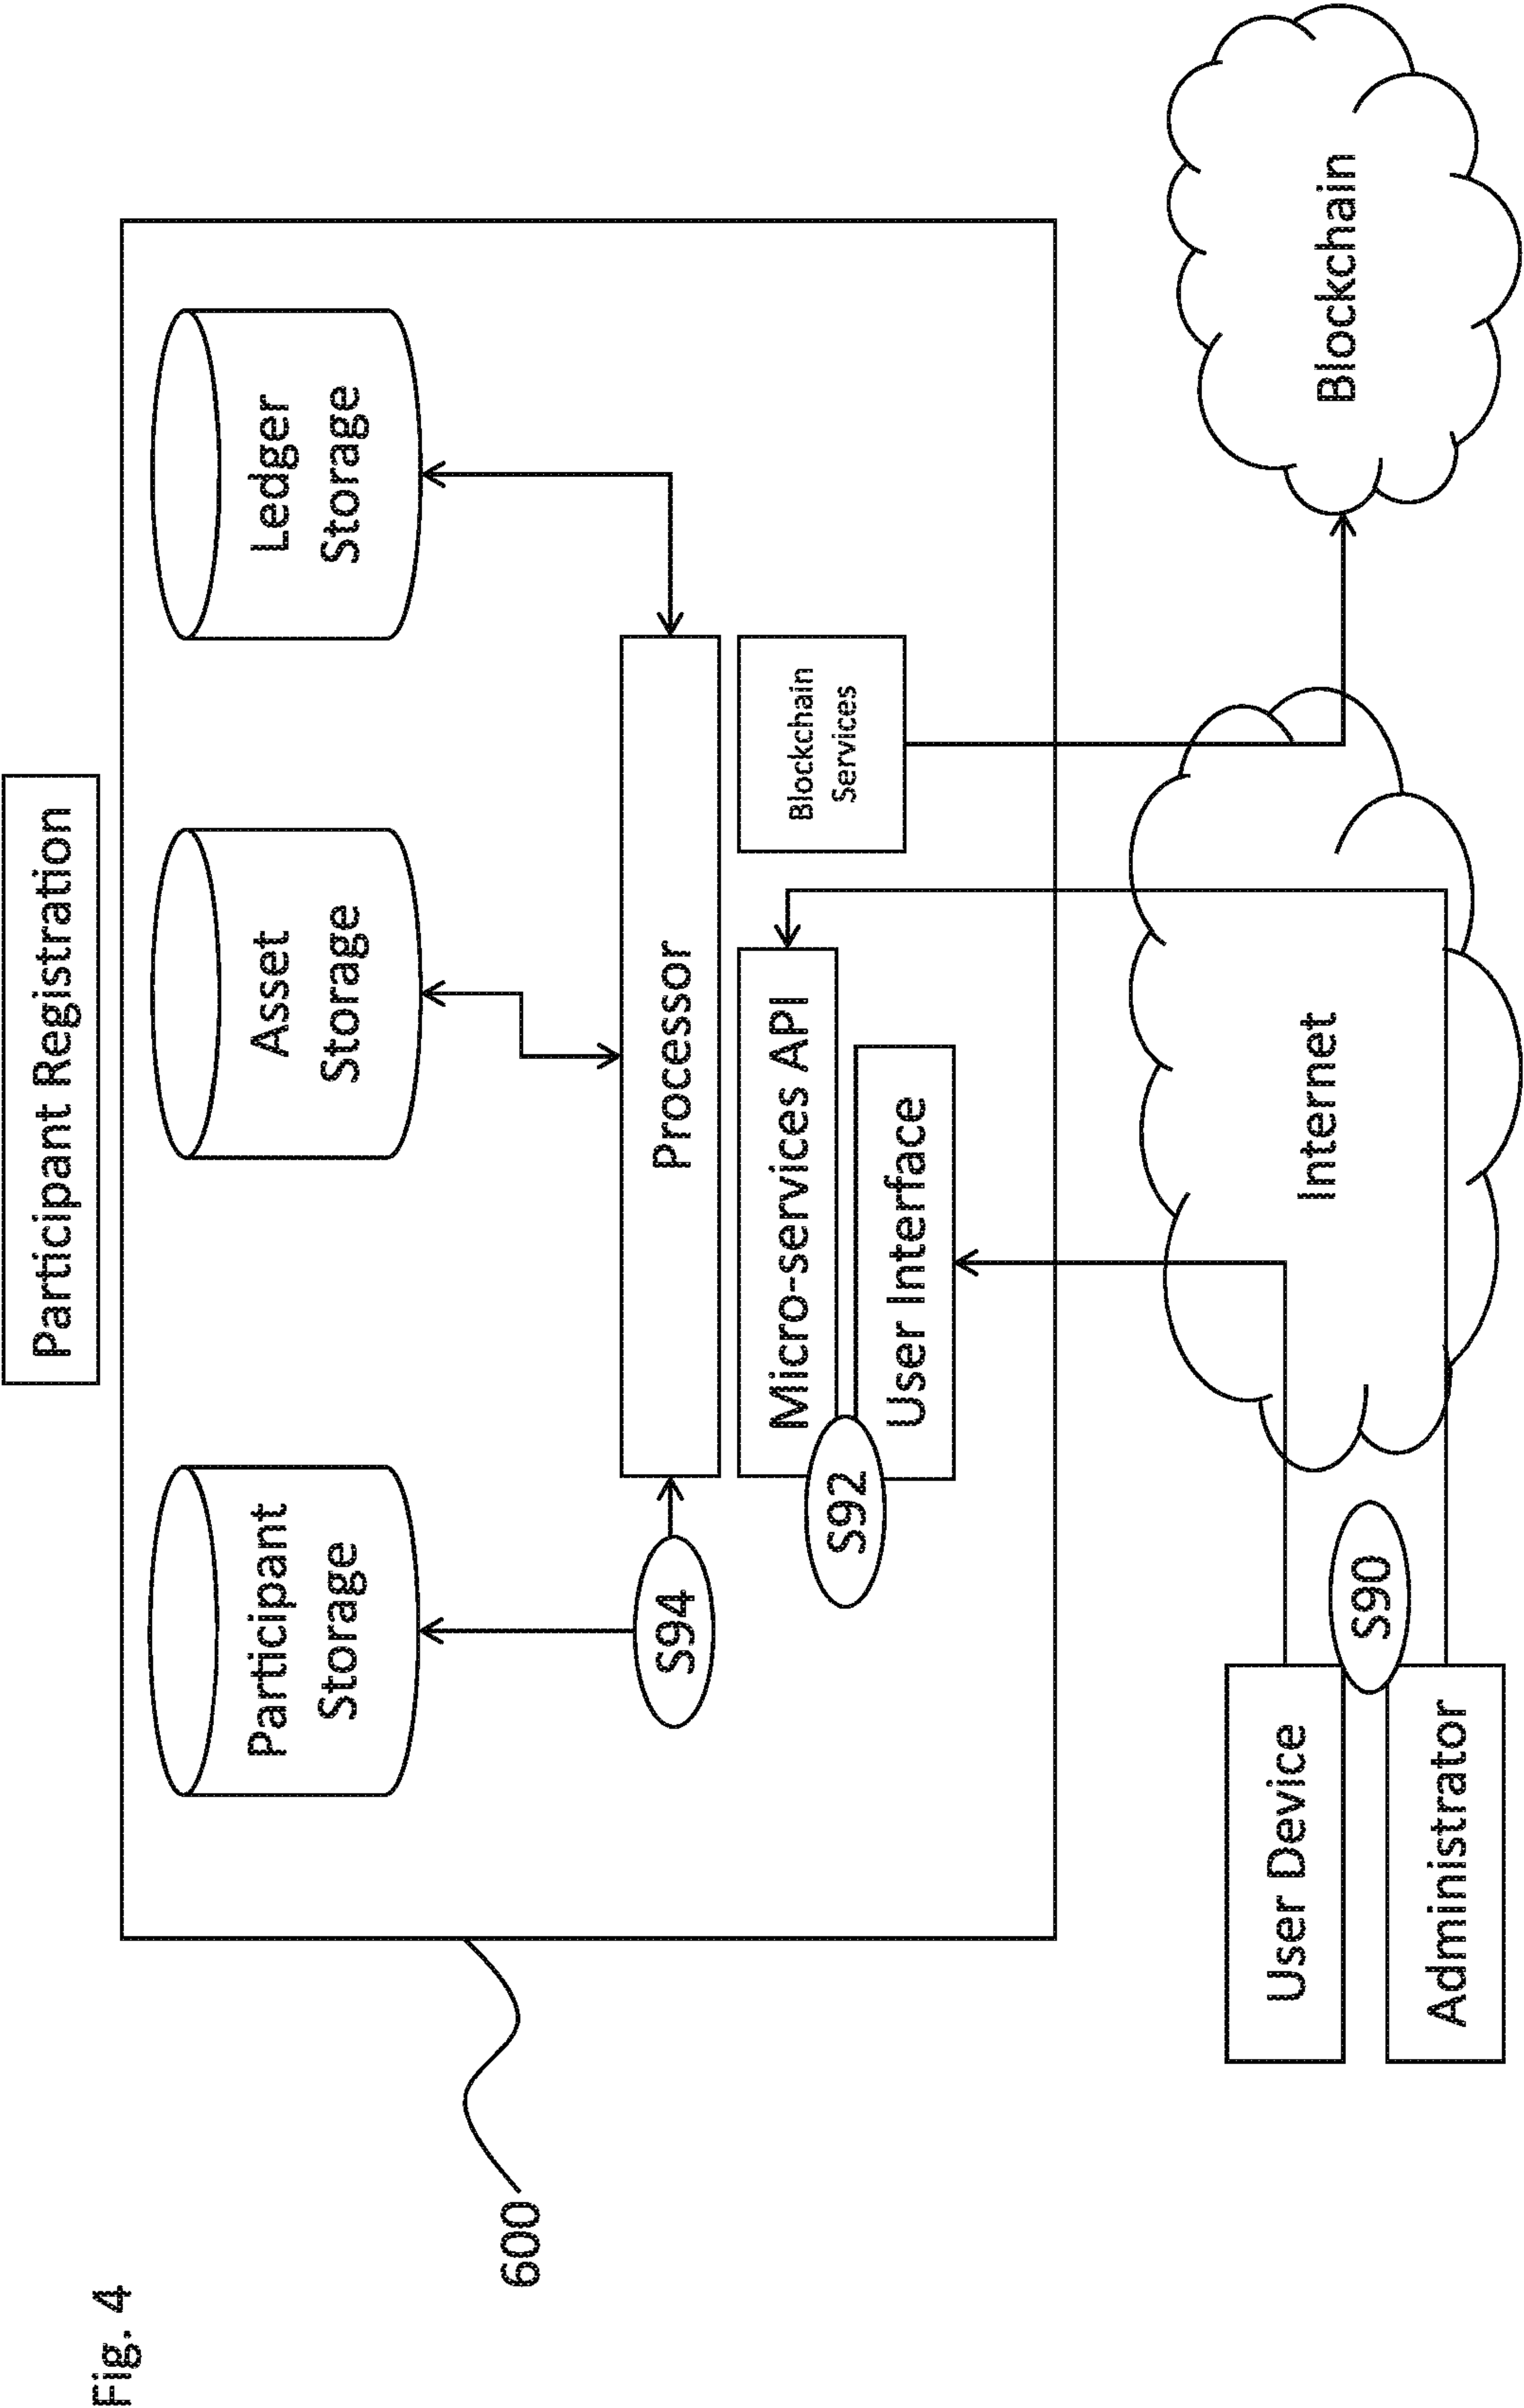 Fig. 4
Participant Registration
Participant
Storage
Asset
Storage
Ledger
Storage
S94
Processor
Micro-services API
S92
User Interface
Blockchain
Services
600
User Device
S90
Administrator
Internet
Blockchain